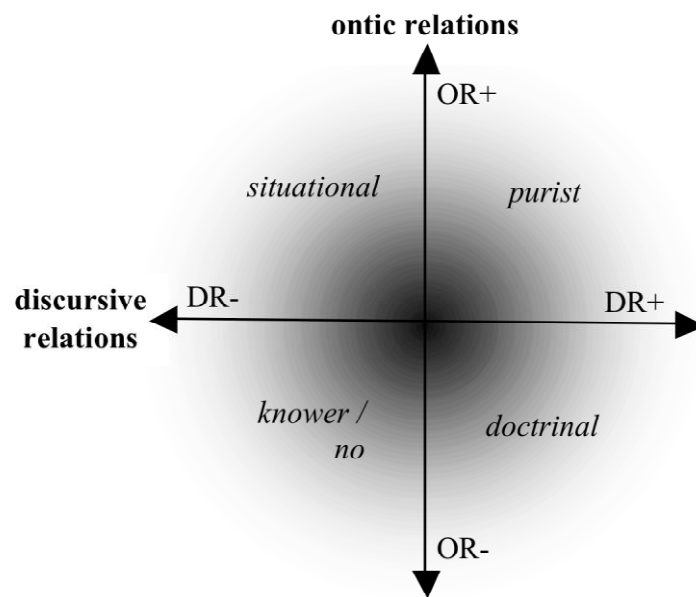 ontic relations
OR+
situational
purist
discursive
relations
DR-
DR+
knower /
no
doctrinal
OR-